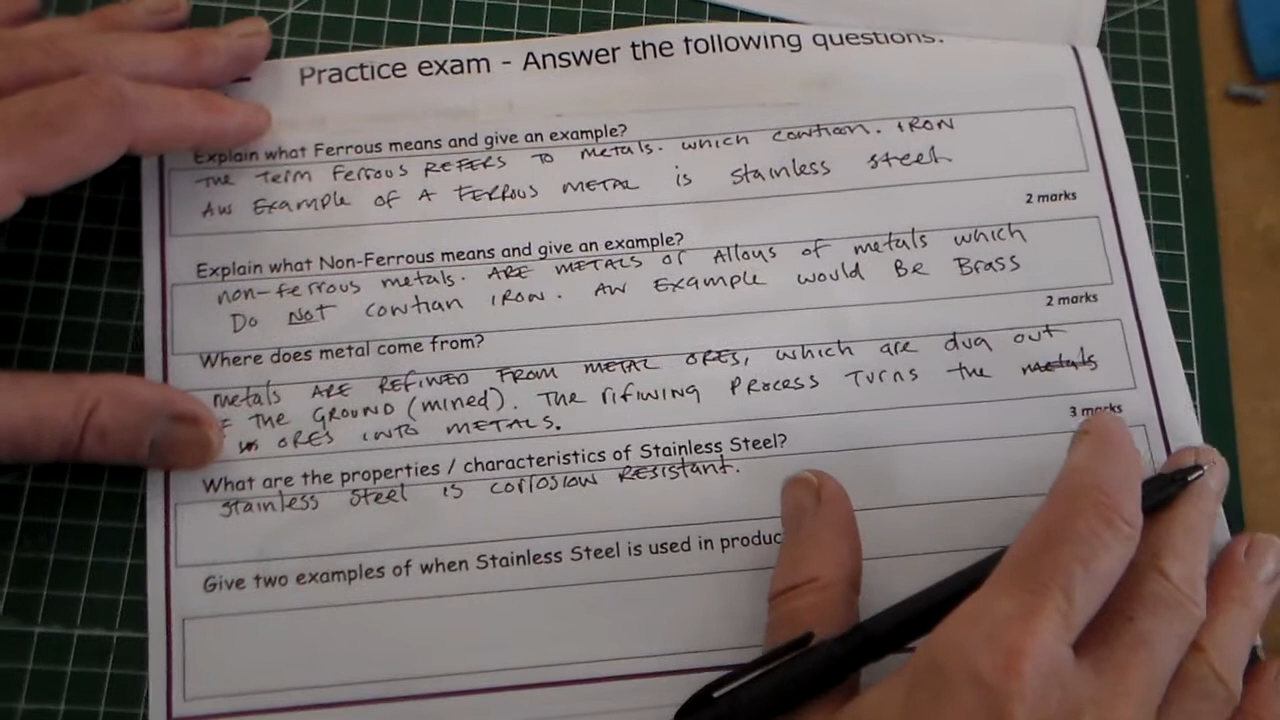 Practice exam - Answer the following questions.
Explain what Ferrous means and give an example?
THE TERM FERROUS REFERS TO METALS. which contian. IRON
AN Example OF A FERROUS METAL is stainless steel
2 marks
Explain what Non-Ferrous means and give an example?
non-ferrous metals. ARE METALS or Alloys of metals which
Do NOT contian IRON. AN Example would Be Brass
2 marks
Where does metal come from?
metals ARE REFINED FROM METAL ORES, which are dug out
THE GROUND (mined). The rifining PRocess Turns the metals
ORES INTO METALS.
3 marks
What are the properties / characteristics of Stainless Steel?
stainless steel is corrosion RESISTANT.
Give two examples of when Stainless Steel is used in